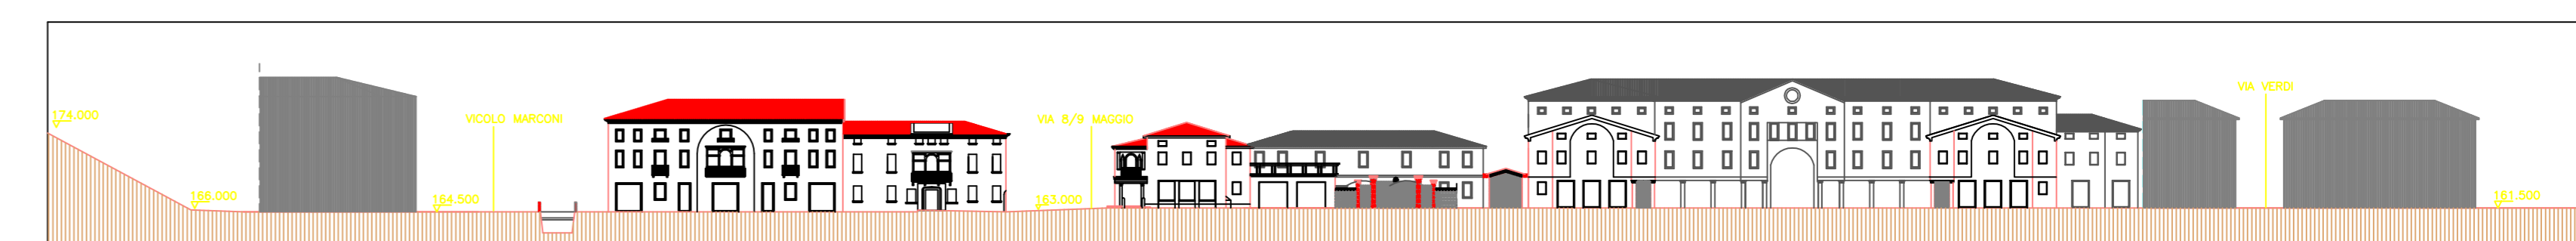 174.000
166.000
164.500
VICOLO MARCONI
163.000
VIA 8/9 MAGGIO
VIA VERDI
161.500